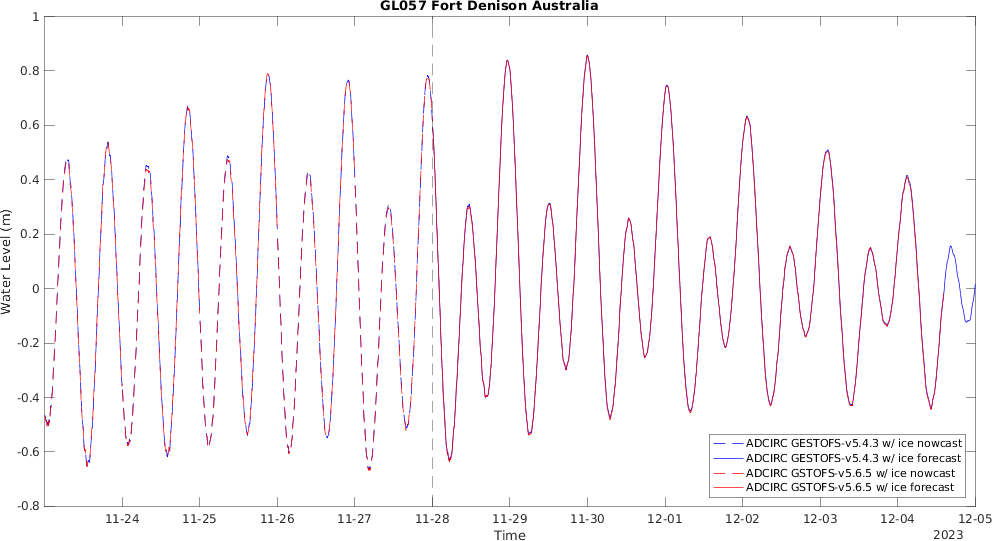 GL057 Fort Denison Australia
Water Level (m)
1
0.8
0.6
0.4
0.2
0
-0.2
-0.4
-0.6
-0.8
ADCIRC GESTOFS-v5.4.3 w/ ice nowcast
ADCIRC GESTOFS-v5.4.3 w/ ice forecast
ADCIRC GSTOFS-v5.6.5 w/ ice nowcast
ADCIRC GSTOFS-v5.6.5 w/ ice forecast
11-24 11-25 11-26 11-27 11-28 11-29 11-30 12-01 12-02 12-03 12-04 12-05
Time
2023